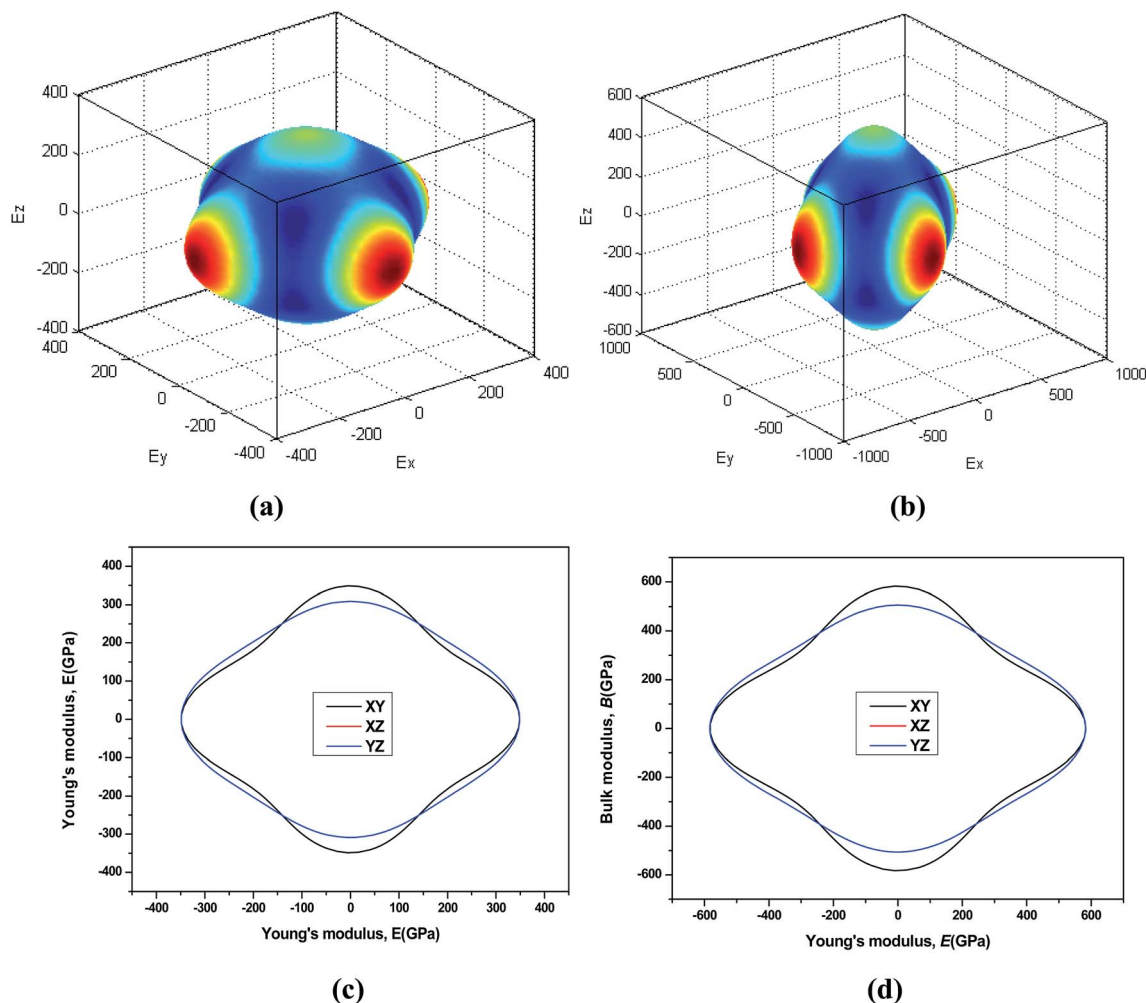 400
200
0
-200
-400
Ez
400
200
0
-200
-400
Ey
-400
-200
0
200
400
Ex
(a)
600
400
200
0
-200
-400
-600
Ez
1000
500
0
-500
-1000
Ey
-1000
-500
0
500
1000
Ex
(b)
Young's modulus, E(GPa)
400
300
200
100
0
-100
-200
-300
-400
XY
XZ
YZ
-400 -300 -200 -100 0 100 200 300 400
Young's modulus, E(GPa)
(c)
Bulk modulus, B(GPa)
600
400
200
0
-200
-400
-600
XY
XZ
YZ
-600 -400 -200 0 200 400 600
Young's modulus, E(GPa)
(d)